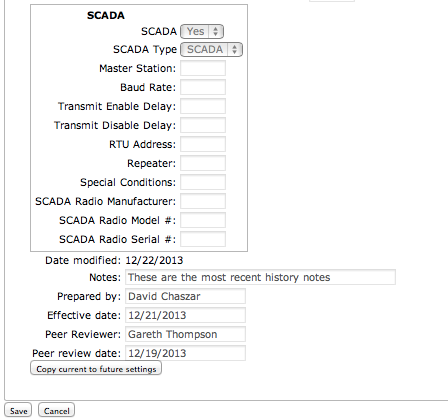 SCADA
SCADA Yes
SCADA Type SCADA
Master Station:
Baud Rate:
Transmit Enable Delay:
Transmit Disable Delay:
RTU Address:
Repeater:
Special Conditions:
SCADA Radio Manufacturer:
SCADA Radio Model #:
SCADA Radio Serial #:
Date modified: 12/22/2013
Notes: These are the most recent history notes
Prepared by: David Chaszar
Effective date: 12/21/2013
Peer Reviewer: Gareth Thompson
Peer review date: 12/19/2013
Copy current to future settings
Save Cancel